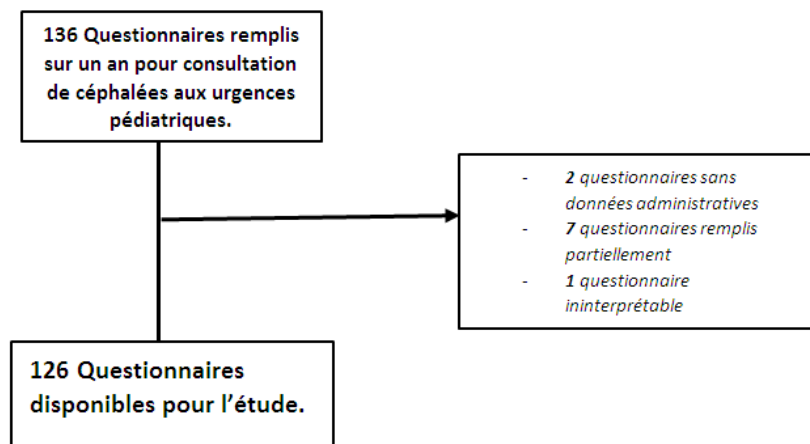 136 Questionnaires remplis
sur un an pour consultation
de céphalées aux urgences
pédiatriques.
- 2 questionnaires sans
données administratives
- 7 questionnaires remplis
partiellement
- 1 questionnaire
ininterprétable
126 Questionnaires
disponibles pour l'étude.